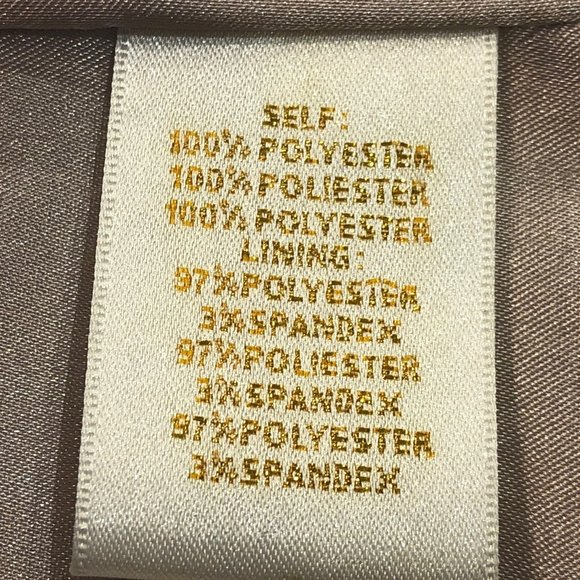 SELF:
100% POLYESTER
100% POLIESTER
100% POLYESTER
LINING:
97% POLYESTER
3% SPANDEX
97% POLIESTER
3% SPANDEX
97% POLYESTER
3% SPANDEX